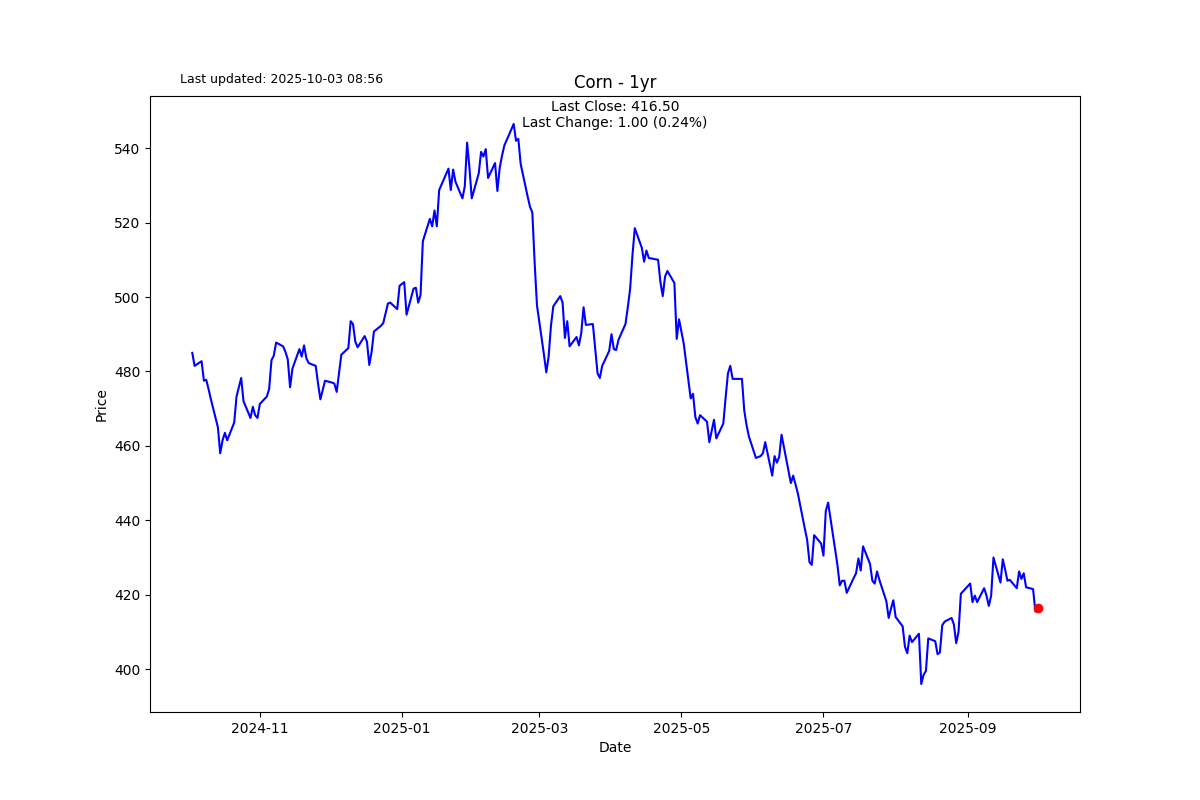 Last updated: 2025-10-03 08:56
Corn - 1yr
Last Close: 416.50
Last Change: 1.00 (0.24%)
540
520
500
480
460
440
420
400
Price
2024-11
2025-01
2025-03
2025-05
2025-07
2025-09
Date